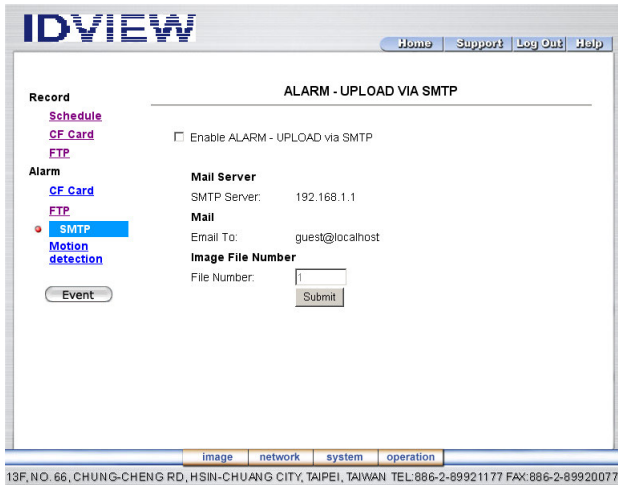 IDVIEW
Home Support Log Out Help
ALARM - UPLOAD VIA SMTP
Record
Schedule
CF Card
FTP
Alarm
CF Card
FTP
SMTP
Motion
detection
Event
Enable ALARM - UPLOAD via SMTP
Mail Server
SMTP Server: 192.168.1.1
Mail
Email To: guest@localhost
Image File Number
File Number: 1
Submit
image network system operation
13F, NO. 66, CHUNG-CHENG RD, HSIN-CHUANG CITY, TAIPEI, TAIWAN TEL:886-2-89921177 FAX:886-2-89920077